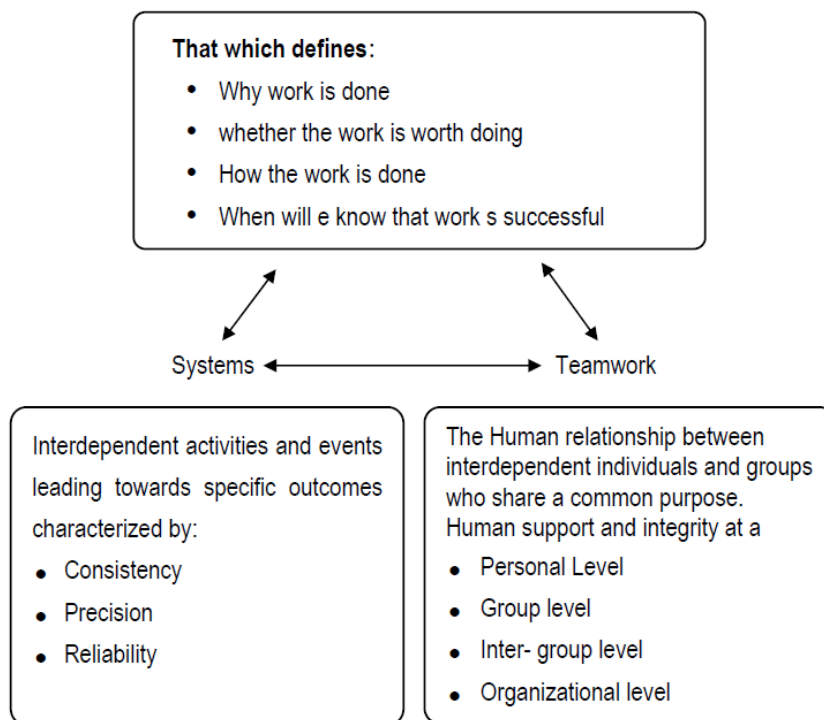 That which defines:
• Why work is done
• whether the work is worth doing
• How the work is done
• When will e know that work s successful
Systems
Teamwork
Interdependent activities and events
leading towards specific outcomes
characterized by:
• Consistency
• Precision
• Reliability
The Human relationship between
interdependent individuals and groups
who share a common purpose.
Human support and integrity at a
• Personal Level
• Group level
• Inter- group level
• Organizational level